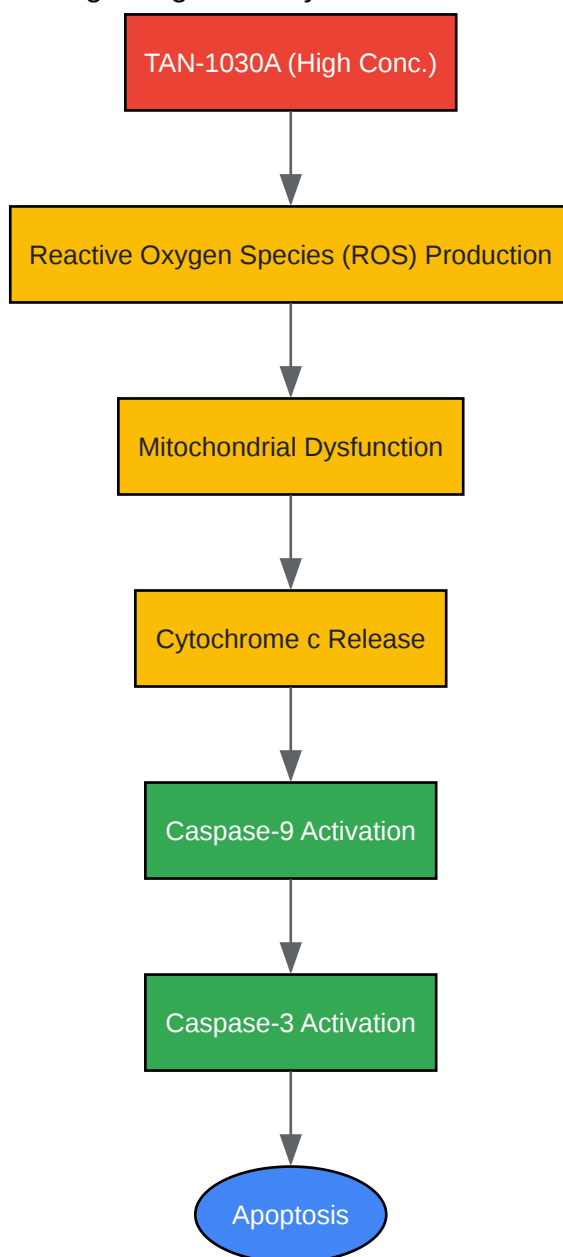 TAN-1030A (High Conc.)
Reactive Oxygen Species (ROS) Production
Mitochondrial Dysfunction
Cytochrome c Release
Caspase-9 Activation
Caspase-3 Activation
Apoptosis